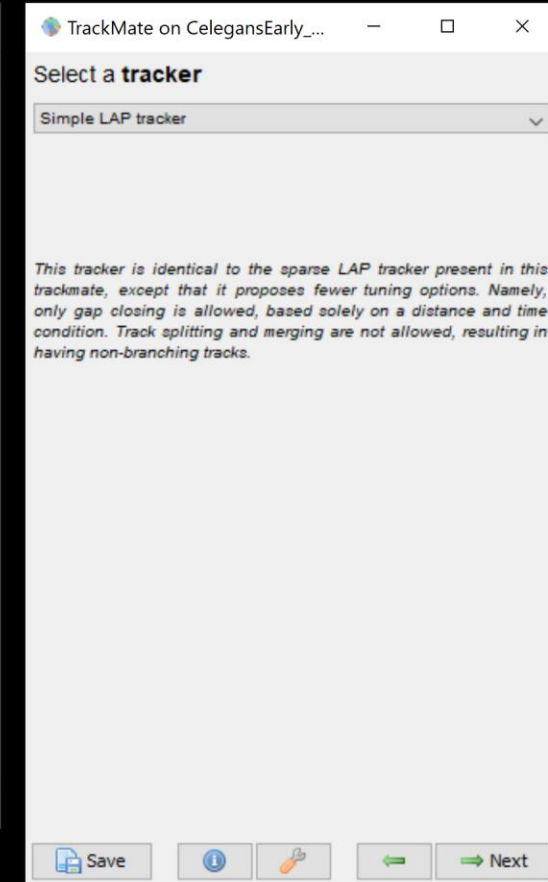 TrackMate on CelegansEarly_...
Select a tracker
Simple LAP tracker
This tracker is identical to the sparse LAP tracker present in this
trackmate, except that it proposes fewer tuning options. Namely,
only gap closing is allowed, based solely on a distance and time
condition. Track splitting and merging are not allowed, resulting in
having non-branching tracks.
Save
Next